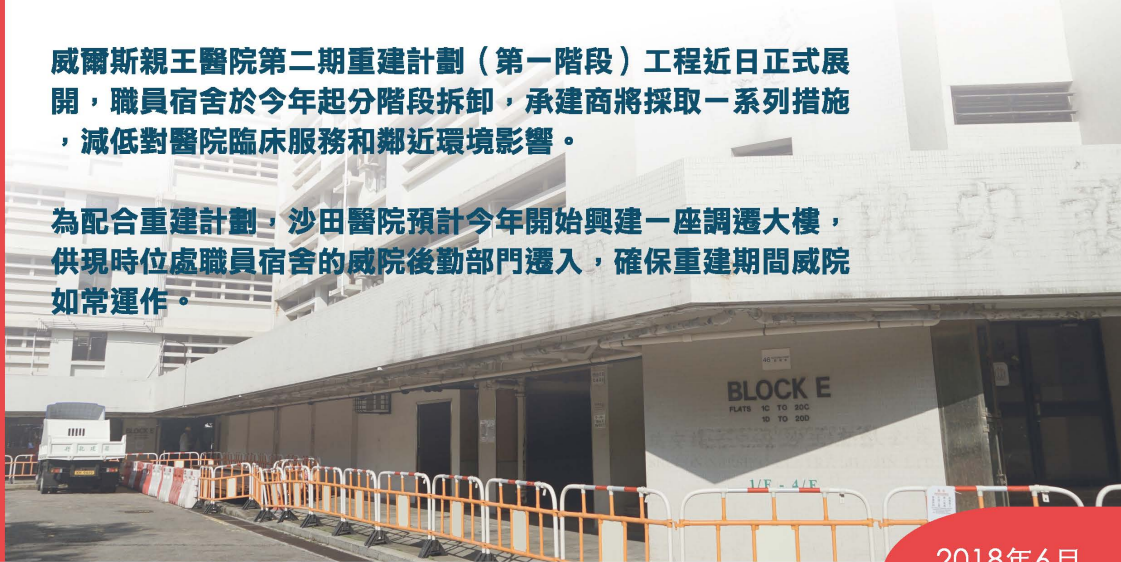 威爾斯親王醫院第二期重建計劃（第一階段）工程近日正式展
開，職員宿舍於今年起分階段拆卸，承建商將採取一系列措施
，減低對醫院臨床服務和鄰近環境影響。
為配合重建計劃，沙田醫院預計今年開始興建一座調遷大樓，
供現時位處職員宿舍的威院後勤部門遷入，確保重建期間威院
如常運作。
BLOCK E
FLATS 1C TO 20C
1D TO 20D
1/F - 4/F
2018年6月